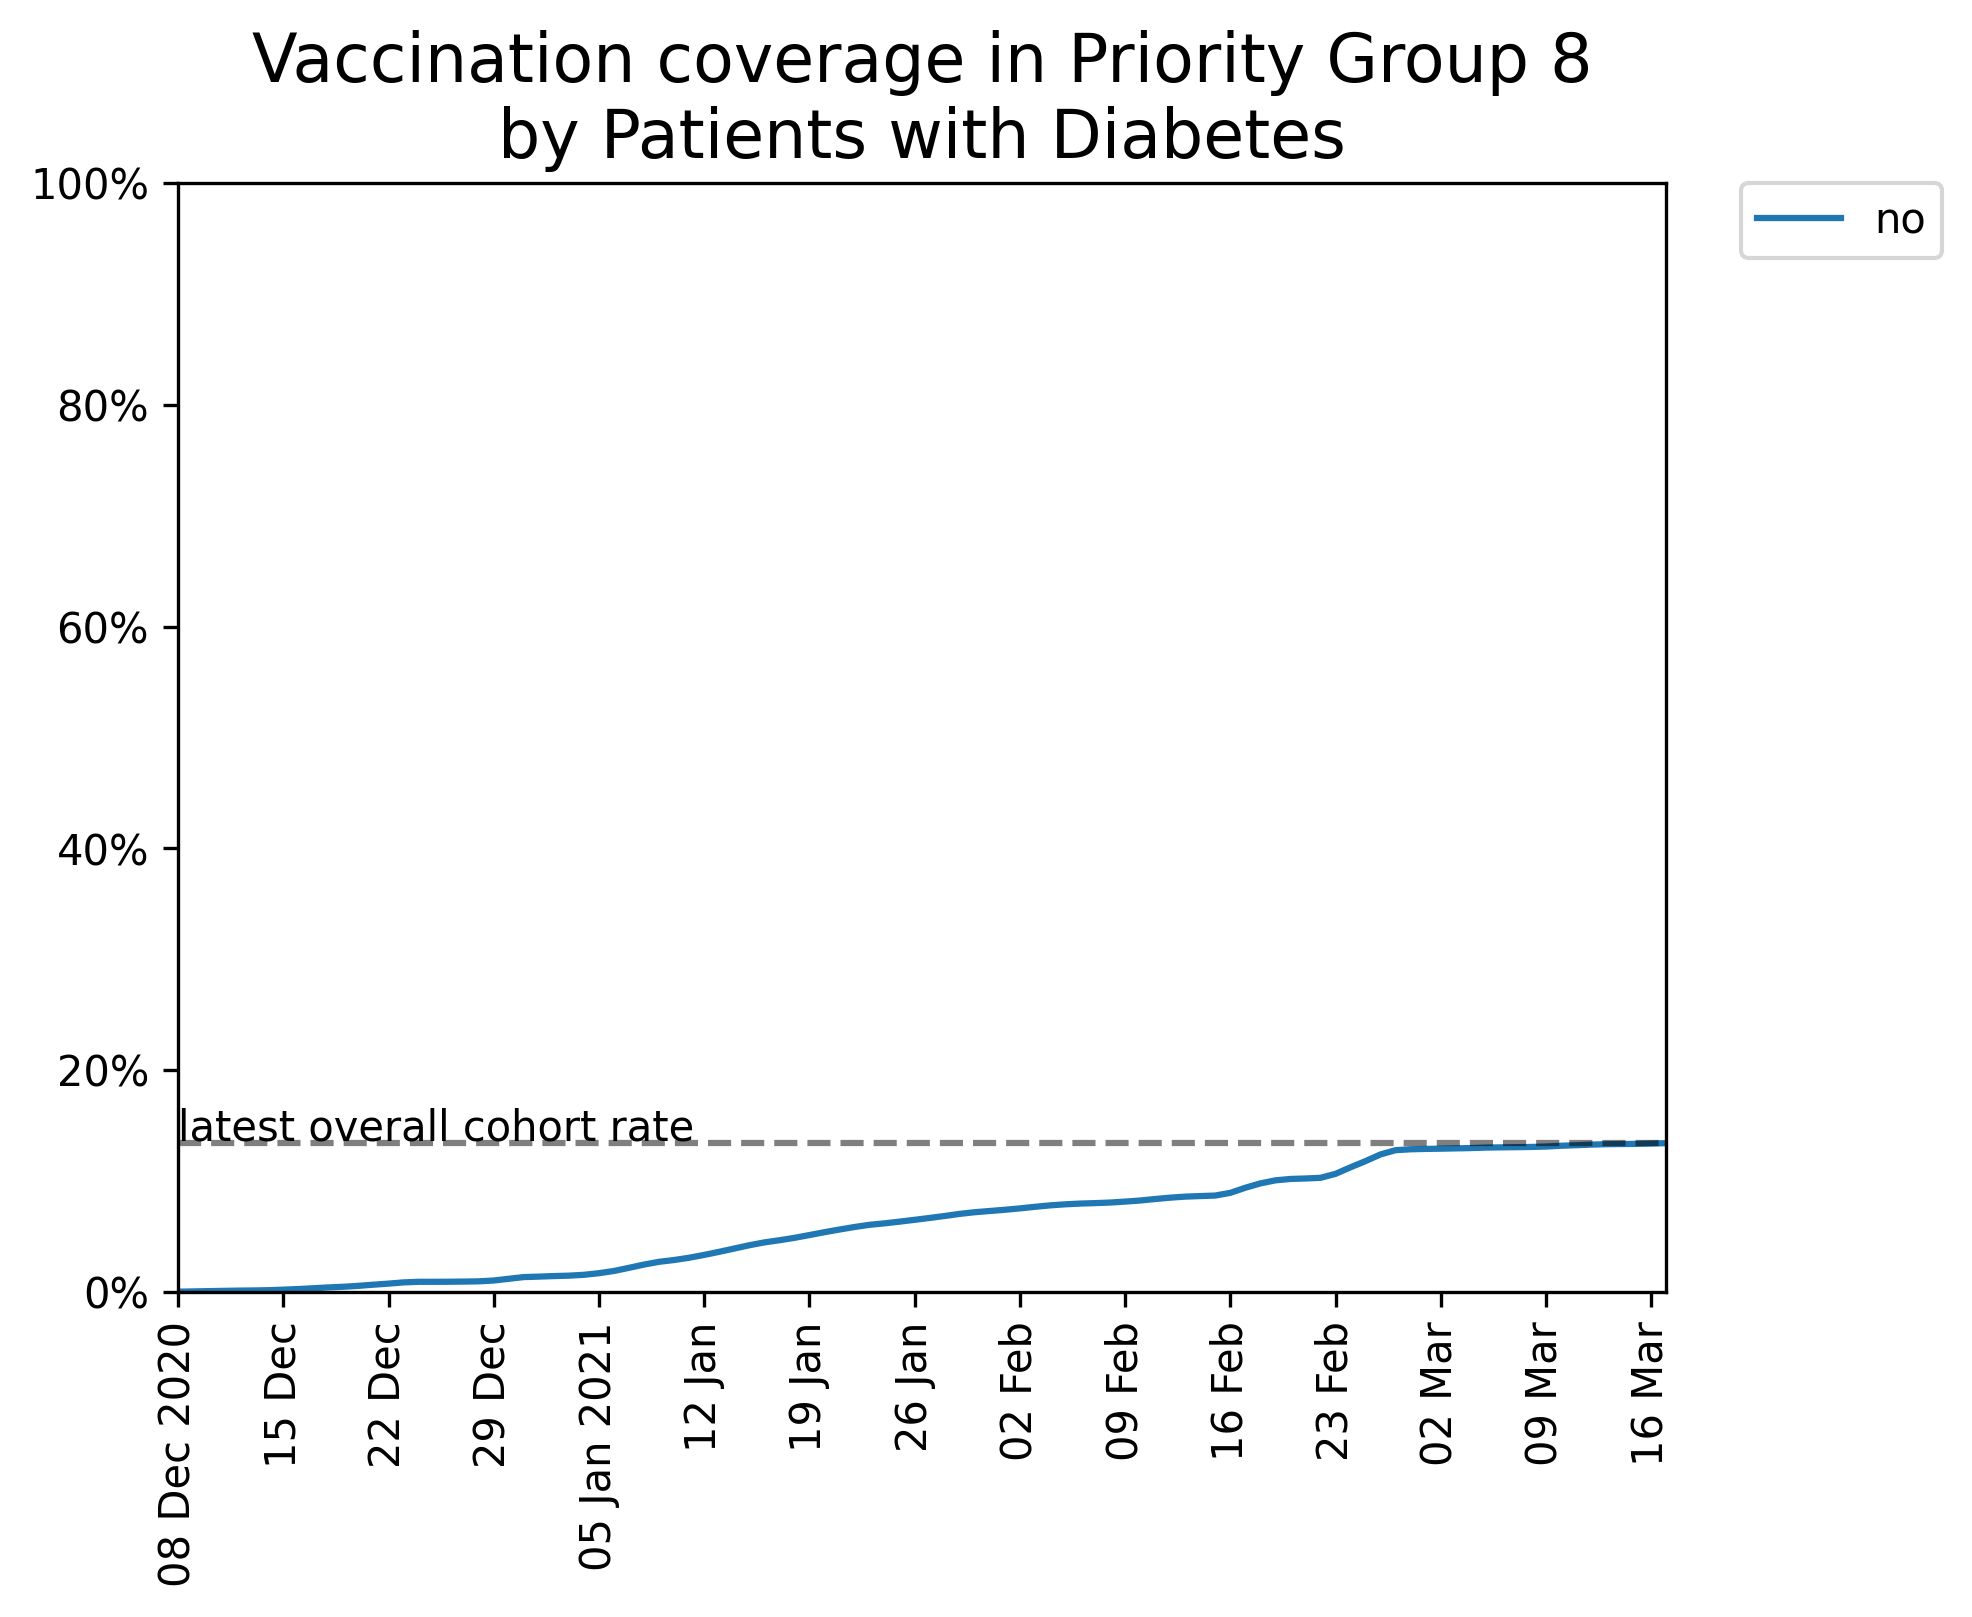 Vaccination coverage in Priority Group 8
by Patients with Diabetes
no
100%
80%
60%
40%
20%
0%
latest overall cohort rate
08 Dec 2020
15 Dec
22 Dec
29 Dec
05 Jan 2021
12 Jan
19 Jan
26 Jan
02 Feb
09 Feb
16 Feb
23 Feb
02 Mar
09 Mar
16 Mar